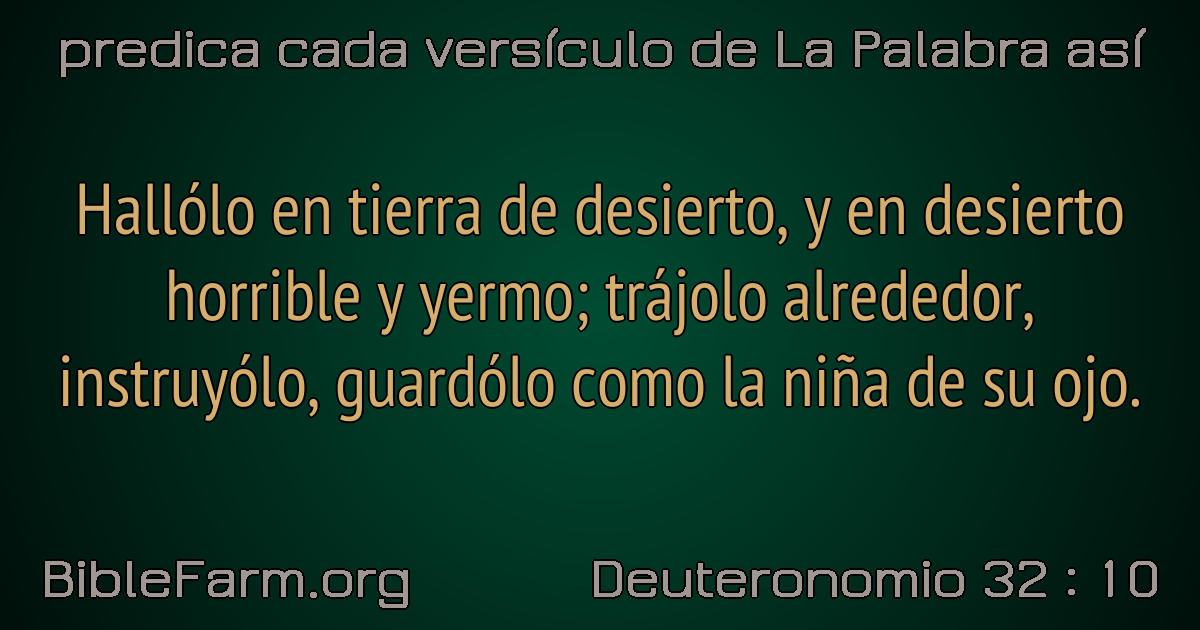 predica cada versículo de La Palabra así
Hallólo en tierra de desierto, y en desierto
horrible y yermo; trájolo alrededor,
instruyólo, guardólo como la niña de su ojo.
BibleFarm.org
Deuteronomio 32 : 10